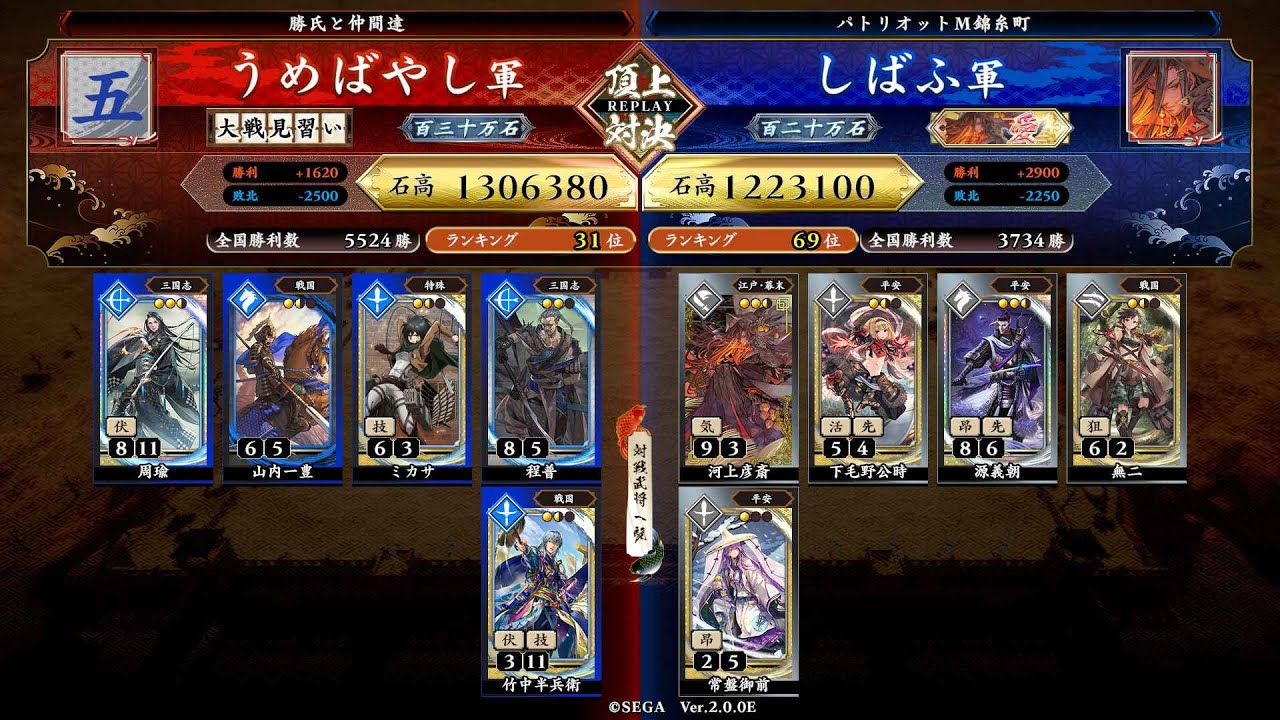 勝氏と仲間達
パトリオットM錦糸町
五
うめばやし軍
頂上
REPLAY
対決
しばふ軍
大戦見習い
百三十万石
百二十万石
愛
勝利 +1620
敗北 -2500
石高 1306380
石高 1223100
勝利 +2900
敗北 -2250
全国勝利数 5524勝
ランキング 31位
ランキング 69位
全国勝利数 3734勝
三国志
戦国
特殊
三国志
江戸・幕末
平安
平安
戦国
伏
技
気
活 先
昂 先
狙
8 11
6 5
6 3
8 5
9 3
5 4
8 6
6 2
周瑜
山内一豊
ミカサ
程普
河上彦斎
下毛野公時
源義朝
無二
対戦武将一覧
戦国
平安
伏 技
昂
3 11
2 5
竹中半兵衛
常盤御前
©SEGA Ver.2.0.0E